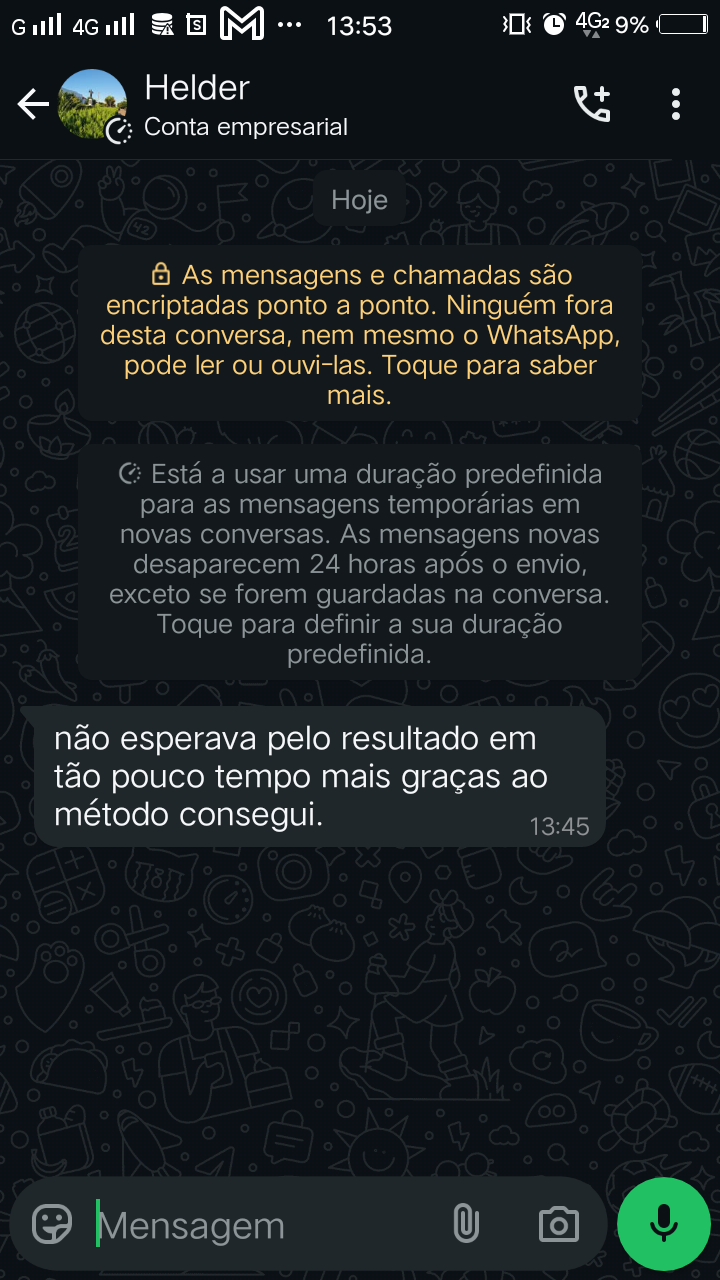 G 4G 13:53 4G2 9%
Helder
Conta empresarial
Hoje
As mensagens e chamadas são
encriptadas ponto a ponto. Ninguém fora
desta conversa, nem mesmo o WhatsApp,
pode ler ou ouvi-las. Toque para saber
mais.
Está a usar uma duração predefinida
para as mensagens temporárias em
novas conversas. As mensagens novas
desaparecem 24 horas após o envio,
exceto se forem guardadas na conversa.
Toque para definir a sua duração
predefinida.
não esperava pelo resultado em
tão pouco tempo mais graças ao
método consegui.
13:45
Mensagem